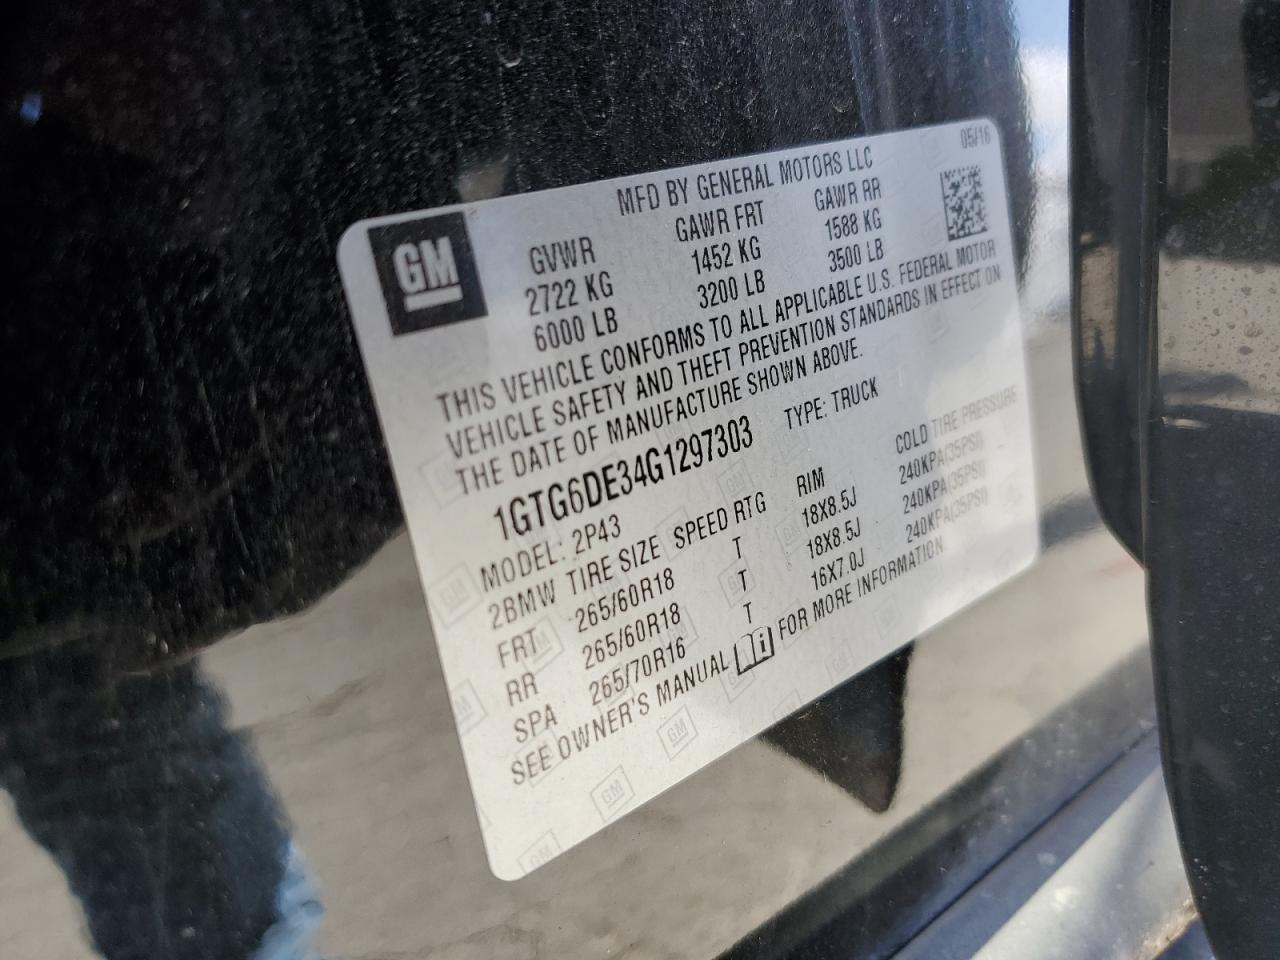 05/16
MFD BY GENERAL MOTORS LLC
GM
GVWR GAWR FRT GAWR RR
2722 KG 1452 KG 1588 KG
6000 LB 3200 LB 3500 LB
THIS VEHICLE CONFORMS TO ALL APPLICABLE U.S. FEDERAL MOTOR
VEHICLE SAFETY AND THEFT PREVENTION STANDARDS IN EFFECT ON
THE DATE OF MANUFACTURE SHOWN ABOVE.
1GTG6DE34G1297303 TYPE: TRUCK
MODEL: 2P43
2BMW TIRE SIZE SPEED RTG RIM COLD TIRE PRESSURE
FRT 265/60R18 T 18X8.5J 240KPA(35PSI)
RR 265/60R18 T 18X8.5J 240KPA(35PSI)
SPA 265/70R16 T 16X7.0J 240KPA(35PSI)
SEE OWNER'S MANUAL FOR MORE INFORMATION